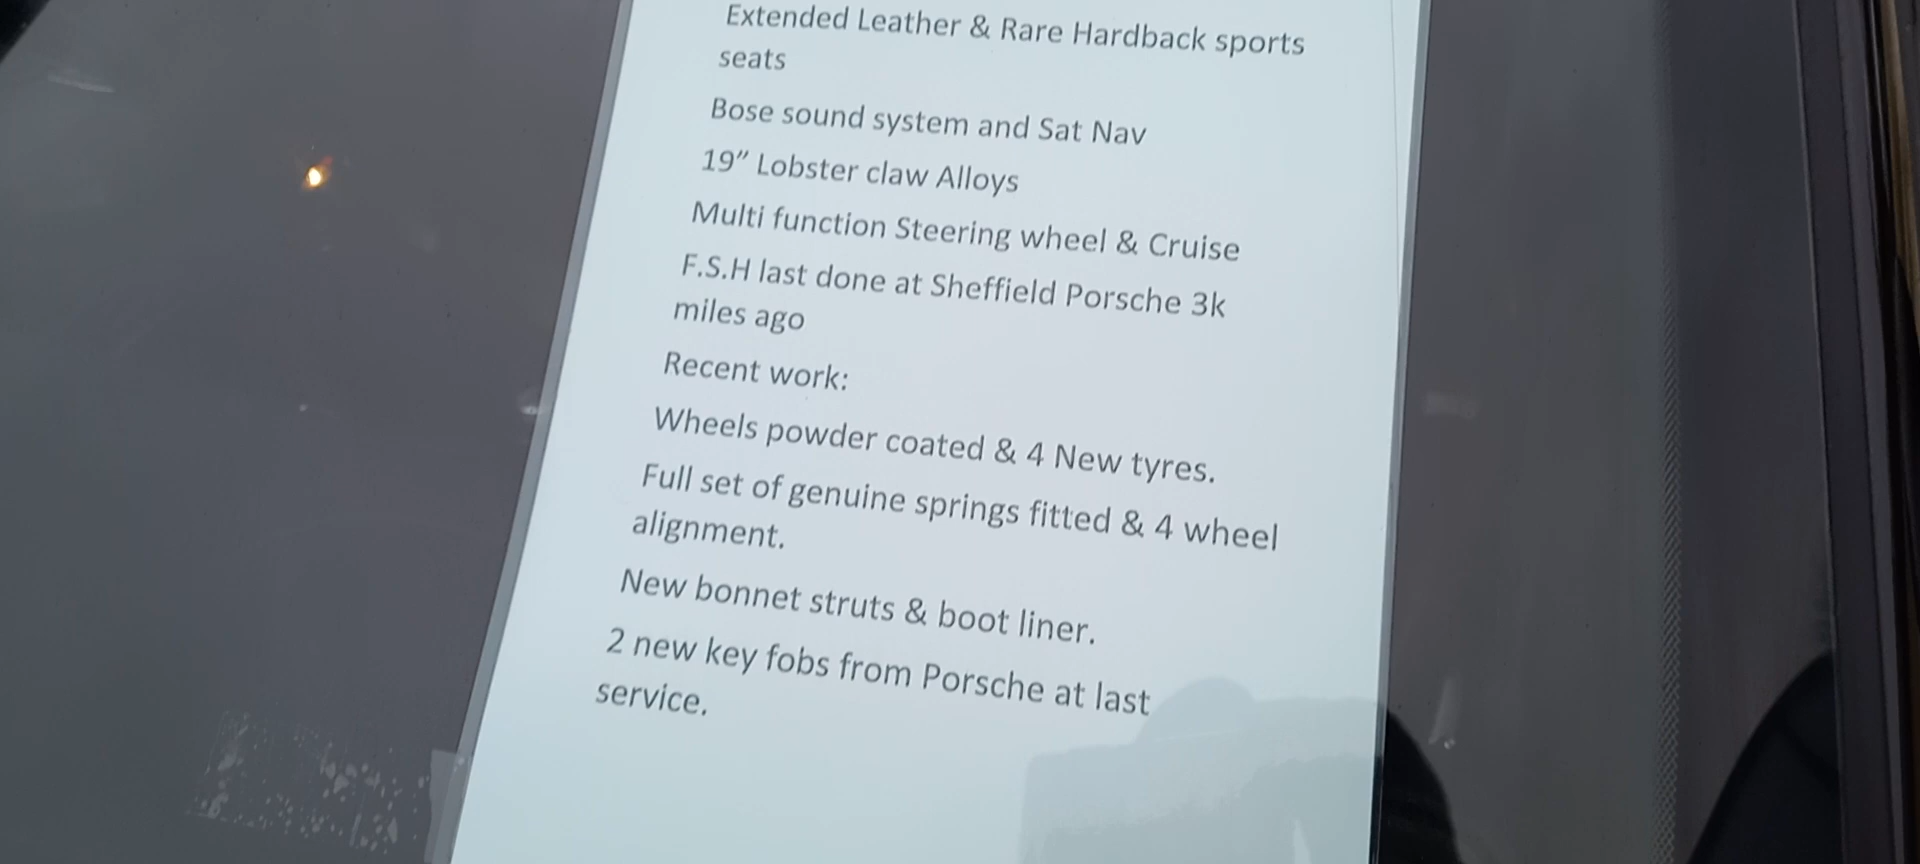 Extended Leather & Rare Hardback sports
seats
Bose sound system and Sat Nav
19” Lobster claw Alloys
Multi function Steering wheel & Cruise
F.S.H last done at Sheffield Porsche 3k
miles ago
Recent work:
Wheels powder coated & 4 New tyres.
Full set of genuine springs fitted & 4 wheel
alignment.
New bonnet struts & boot liner.
2 new key fobs from Porsche at last
service.